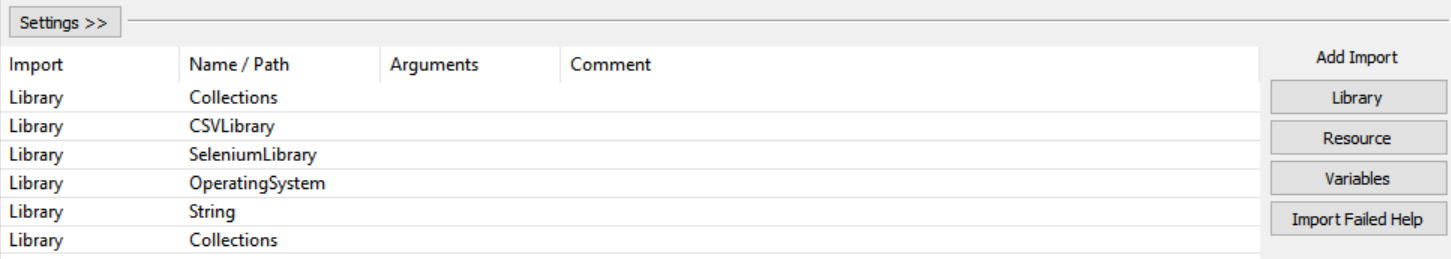 Settings >>
Import Name / Path Arguments Comment
Add Import
Library Collections
Library
Library CSVLibrary
Resource
Library SeleniumLibrary
Library OperatingSystem
Variables
Library String
Import Failed Help
Library Collections